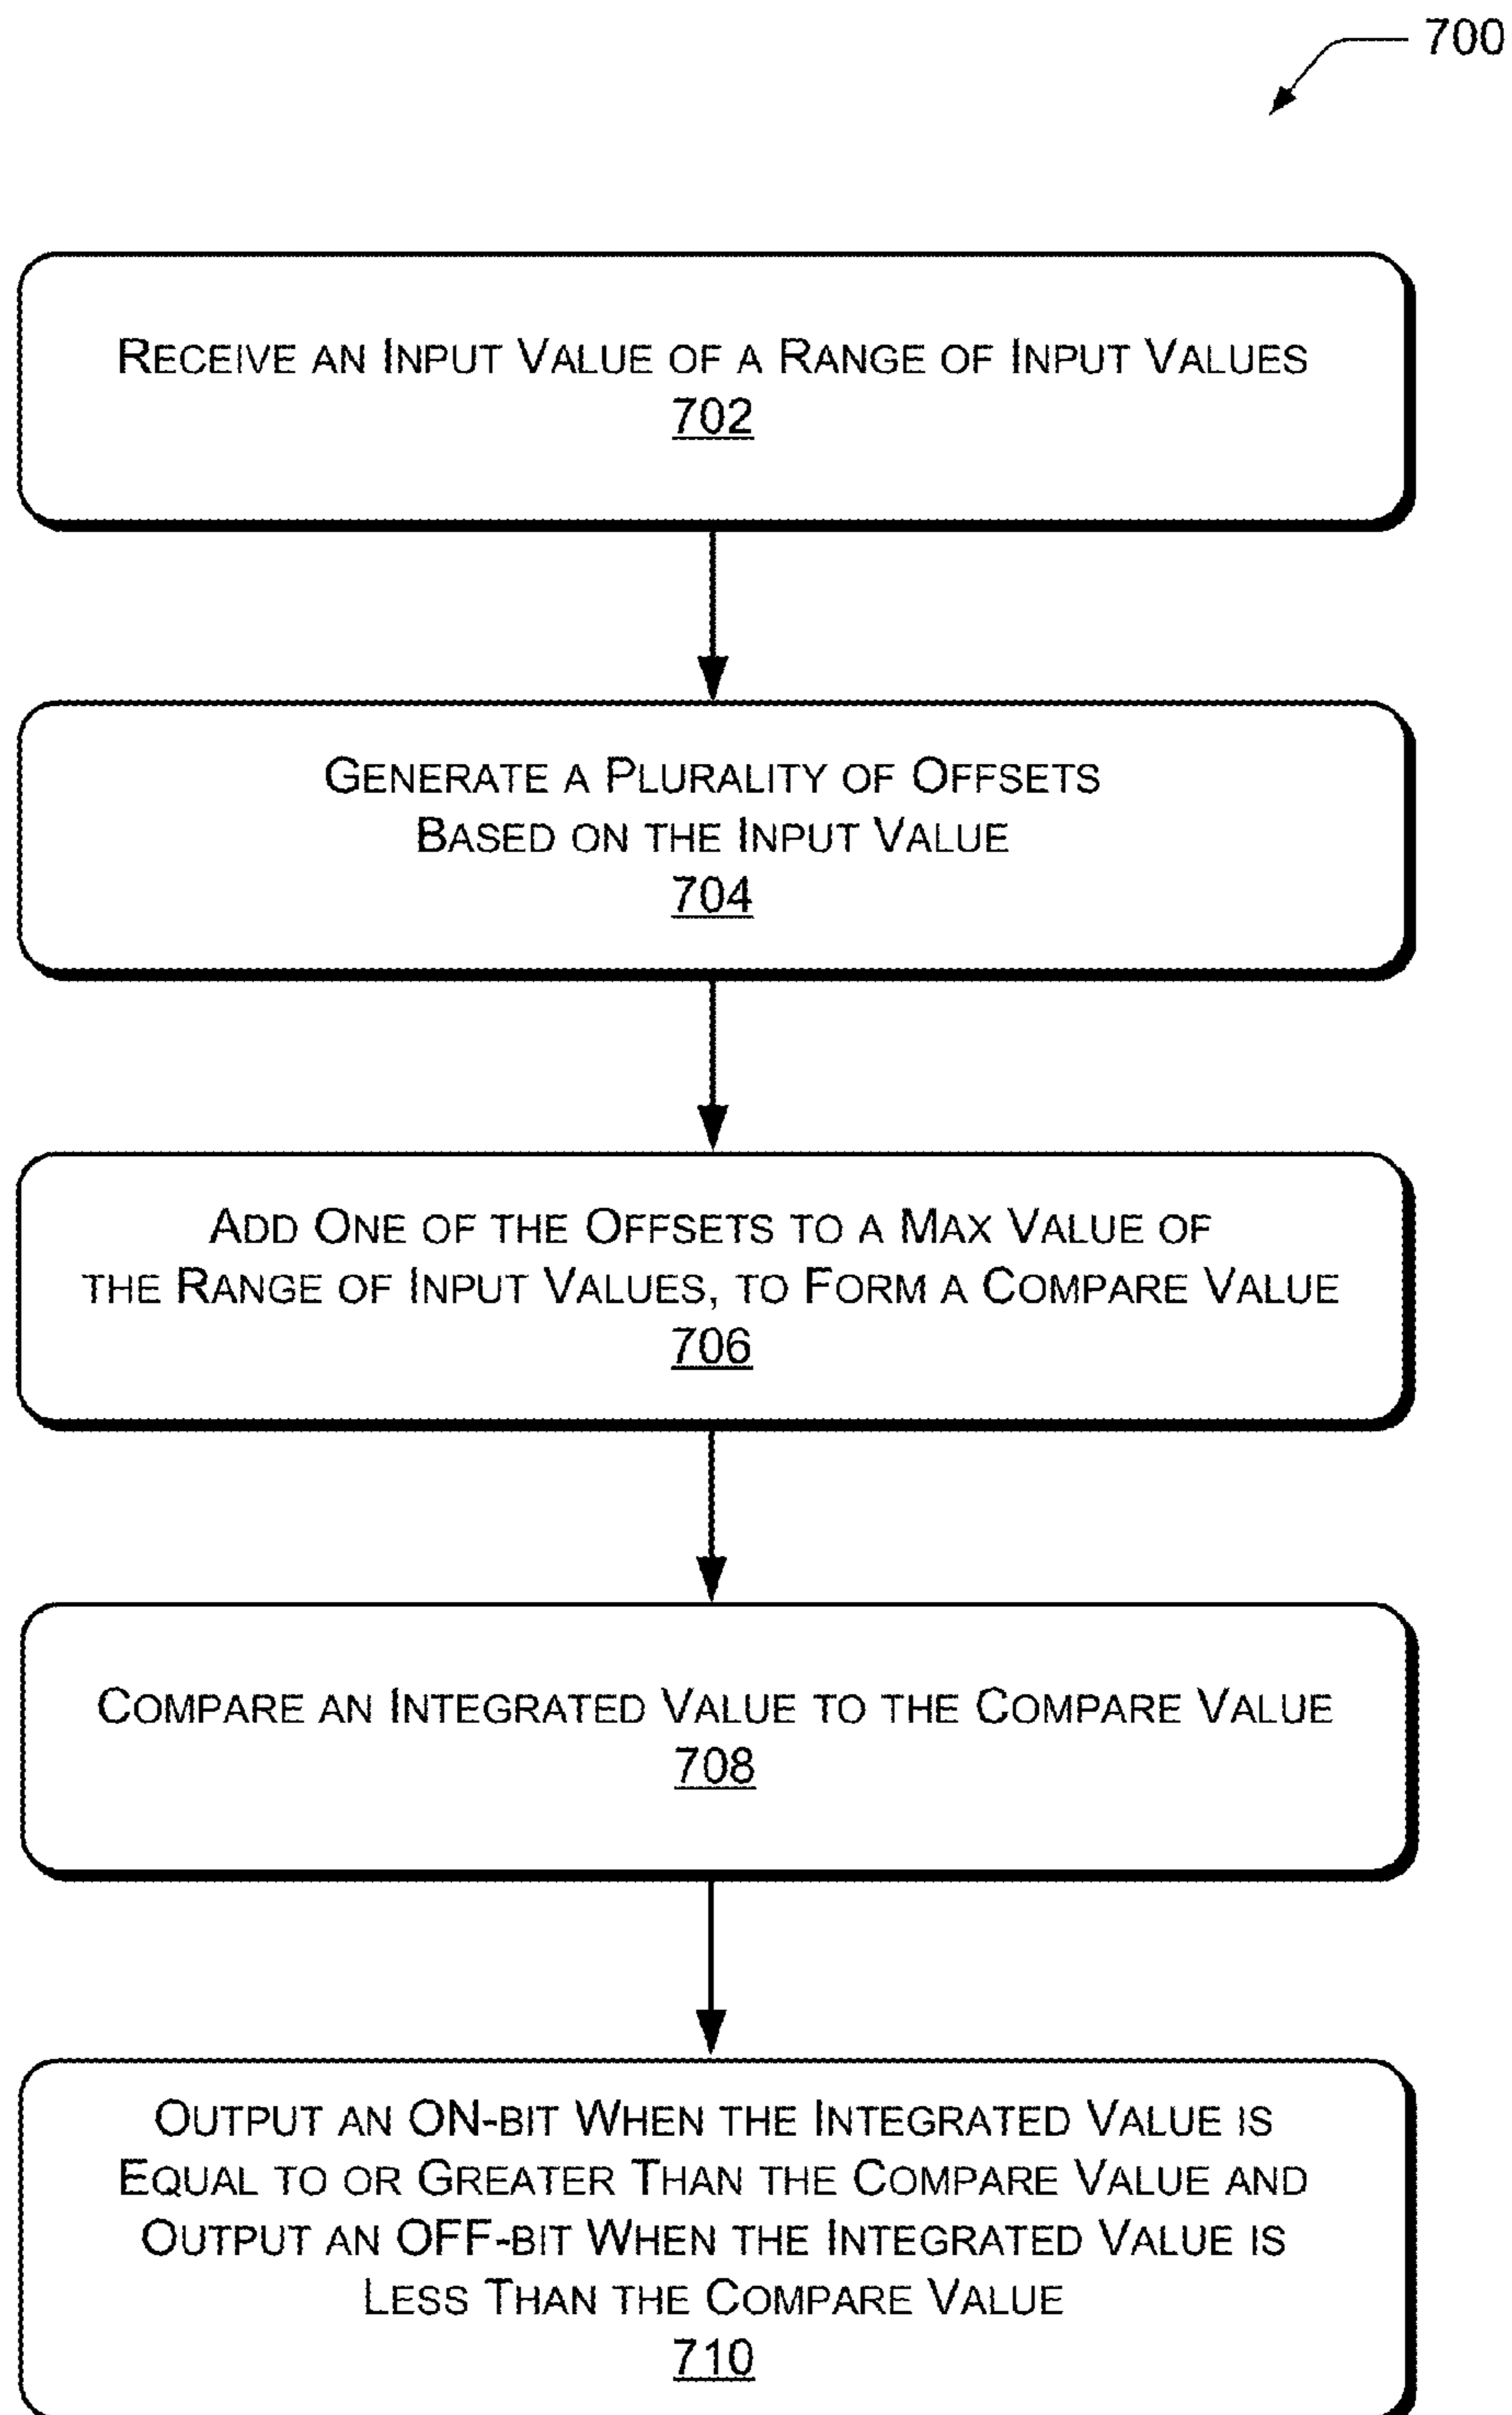 700
RECEIVE AN INPUT VALUE OF A RANGE OF INPUT VALUES
702
GENERATE A PLURALITY OF OFFSETS
BASED ON THE INPUT VALUE
704
ADD ONE OF THE OFFSETS TO A MAX VALUE OF
THE RANGE OF INPUT VALUES, TO FORM A COMPARE VALUE
706
COMPARE AN INTEGRATED VALUE TO THE COMPARE VALUE
708
OUTPUT AN ON-BIT WHEN THE INTEGRATED VALUE IS
EQUAL TO OR GREATER THAN THE COMPARE VALUE AND
OUTPUT AN OFF-BIT WHEN THE INTEGRATED VALUE IS
LESS THAN THE COMPARE VALUE
710